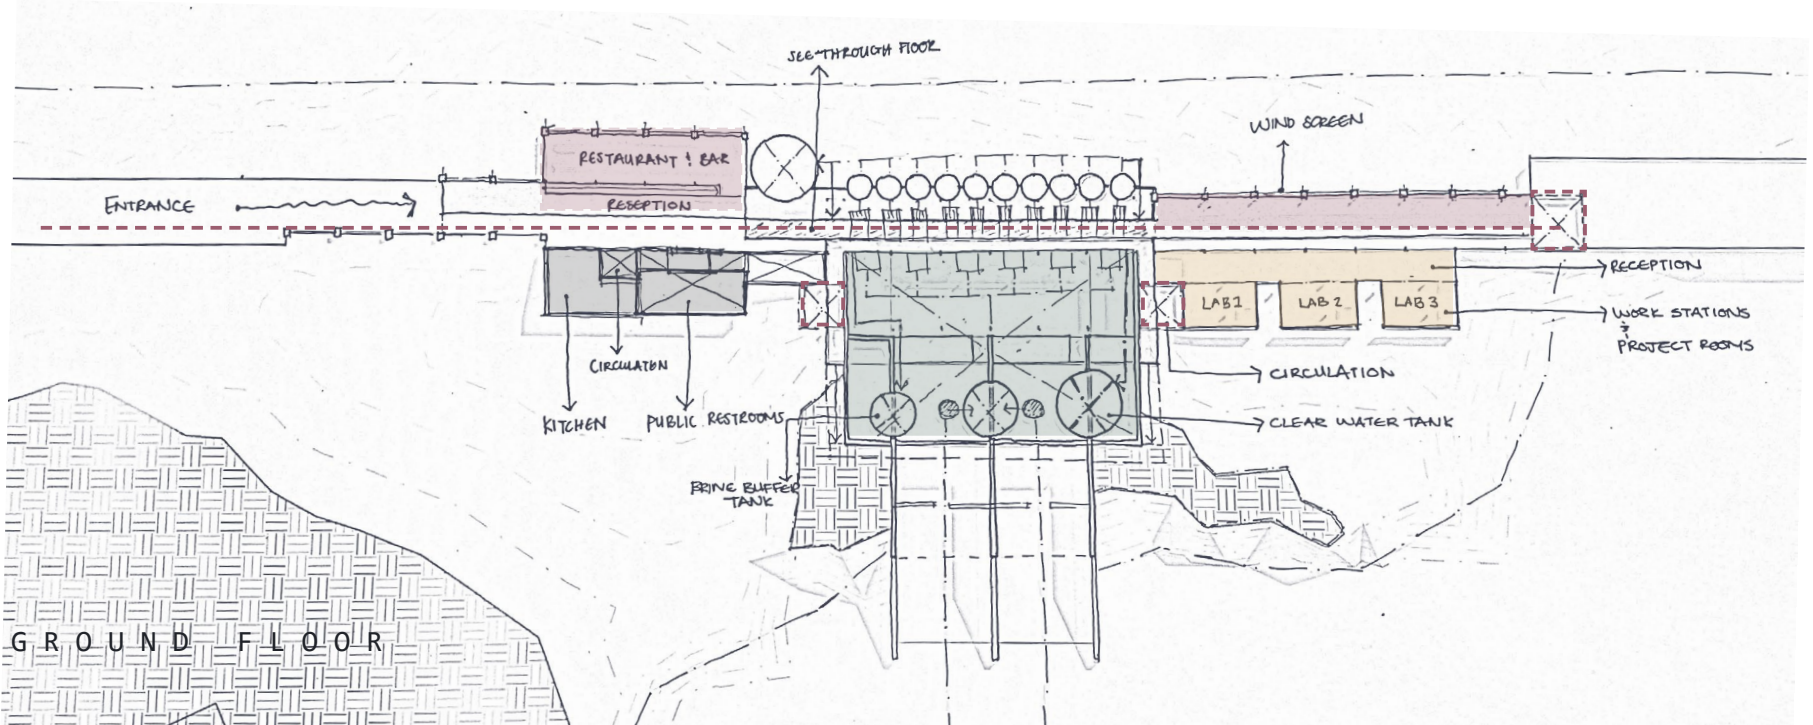 SEE-THROUGH FLOOR
WIND SCREEN
RESTAURANT & BAR
ENTRANCE
RESEPTION
RECEPTION
LAB 1
LAB 2
LAB 3
WORK STATIONS
&
PROJECT ROOMS
CIRCULATON
CIRCULATION
KITCHEN
PUBLIC RESTROOMS
CLEAR WATER TANK
BRINE BUFFER
TANK
GROUND FLOOR